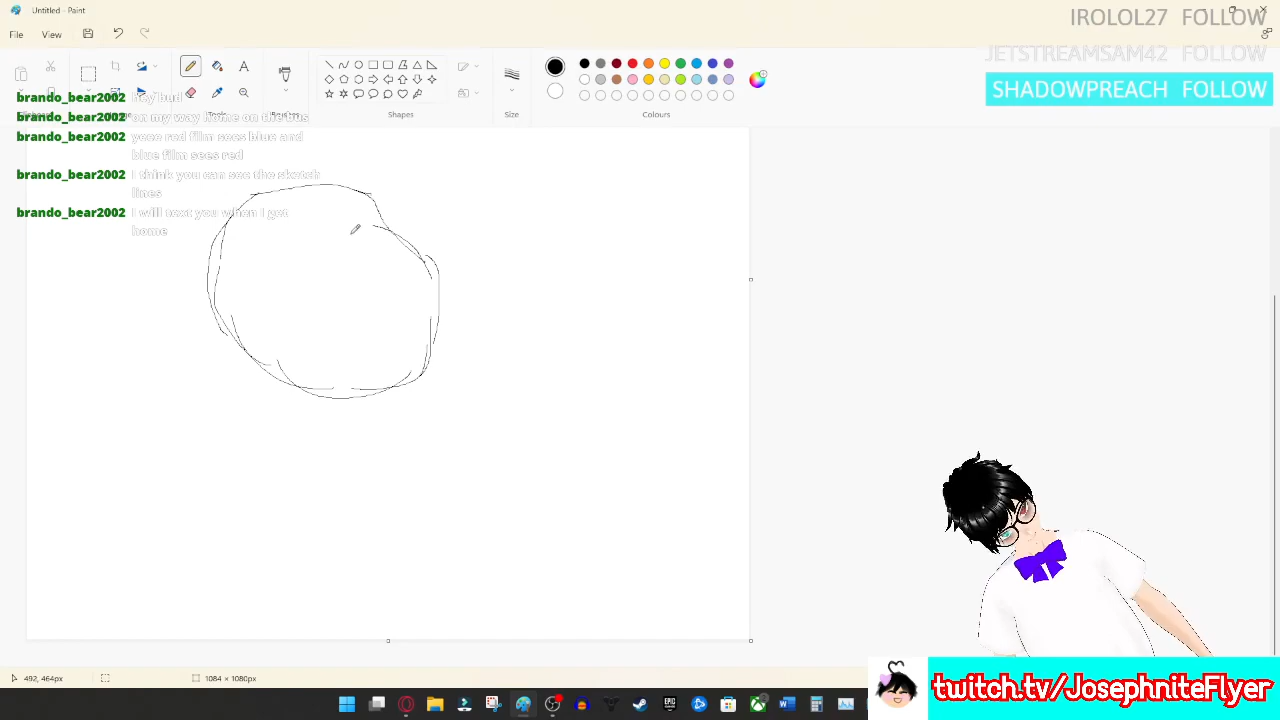 Untitled - Paint
IROLOL27 FOLLOW
File View
JETSTREAMSAM42 FOLLOW
SHADOWPREACH FOLLOW
brando_bear2002 hey bud
brando_bear2002 on my way home on the bus
brando_bear2002 yeee red film sees blue and
blue film sees red
brando_bear2002 I think you can see the sketch
lines
brando_bear2002 I will text you when I get
home
Shapes
Size
Colours
492, 464px
1084 × 1080px
twitch.tv/JosephniteFlyer